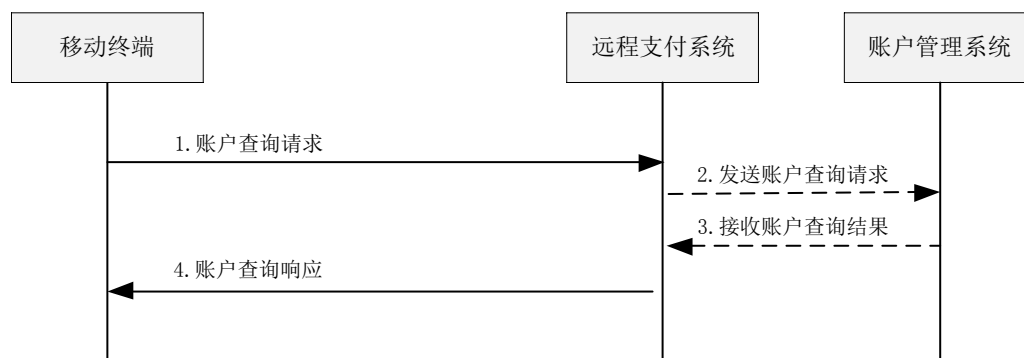 移动终端
远程支付系统
账户管理系统
1.账户查询请求
2.发送账户查询请求
3.接收账户查询结果
4.账户查询响应